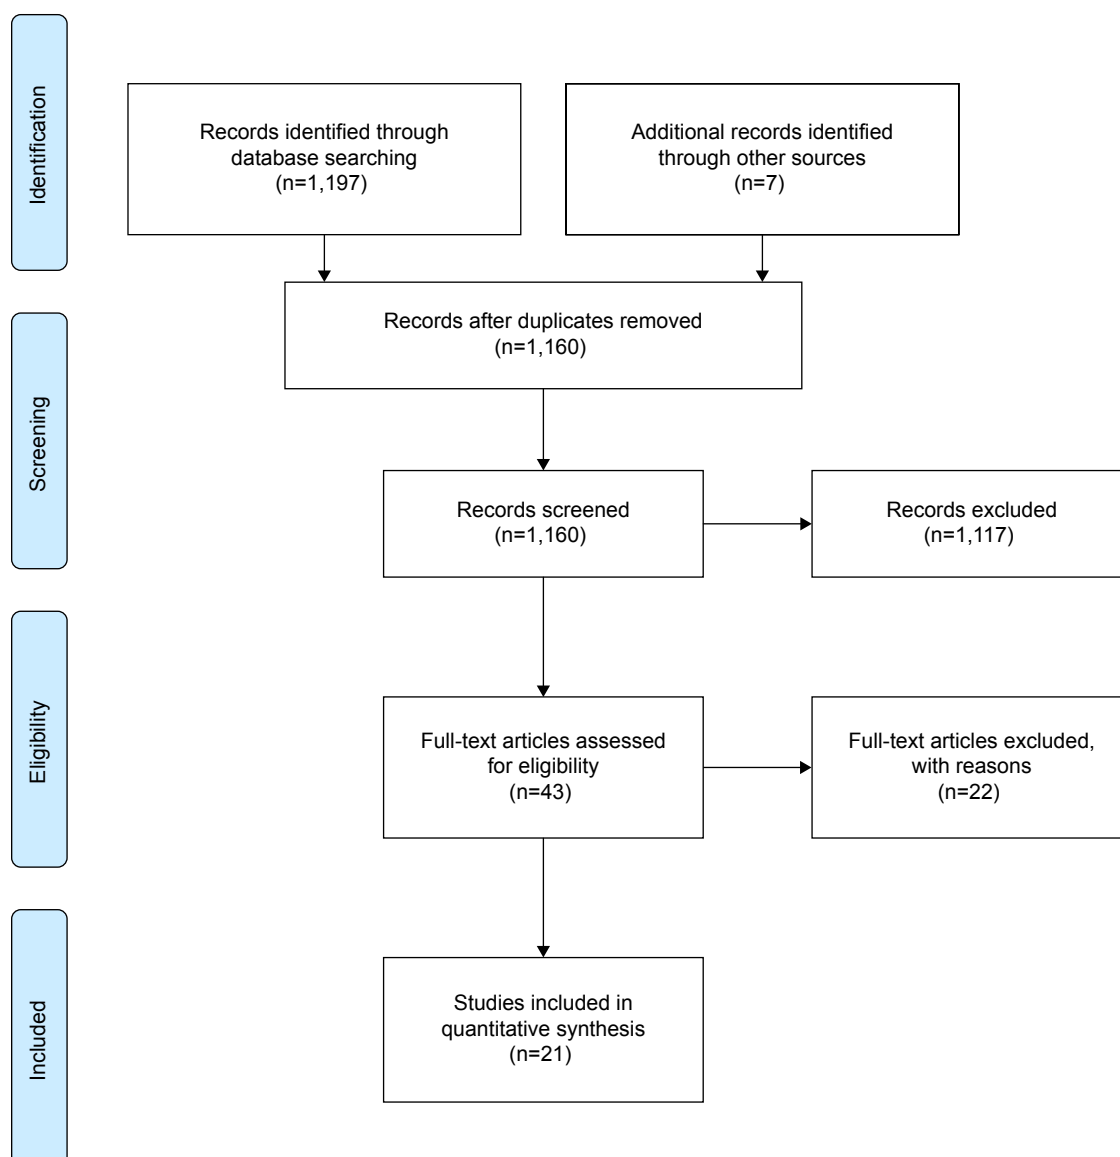 Identification
Records identified through
database searching
(n=1,197)
Additional records identified
through other sources
(n=7)
Records after duplicates removed
(n=1,160)
Screening
Records screened
(n=1,160)
Records excluded
(n=1,117)
Eligibility
Full-text articles assessed
for eligibility
(n=43)
Full-text articles excluded,
with reasons
(n=22)
Included
Studies included in
quantitative synthesis
(n=21)